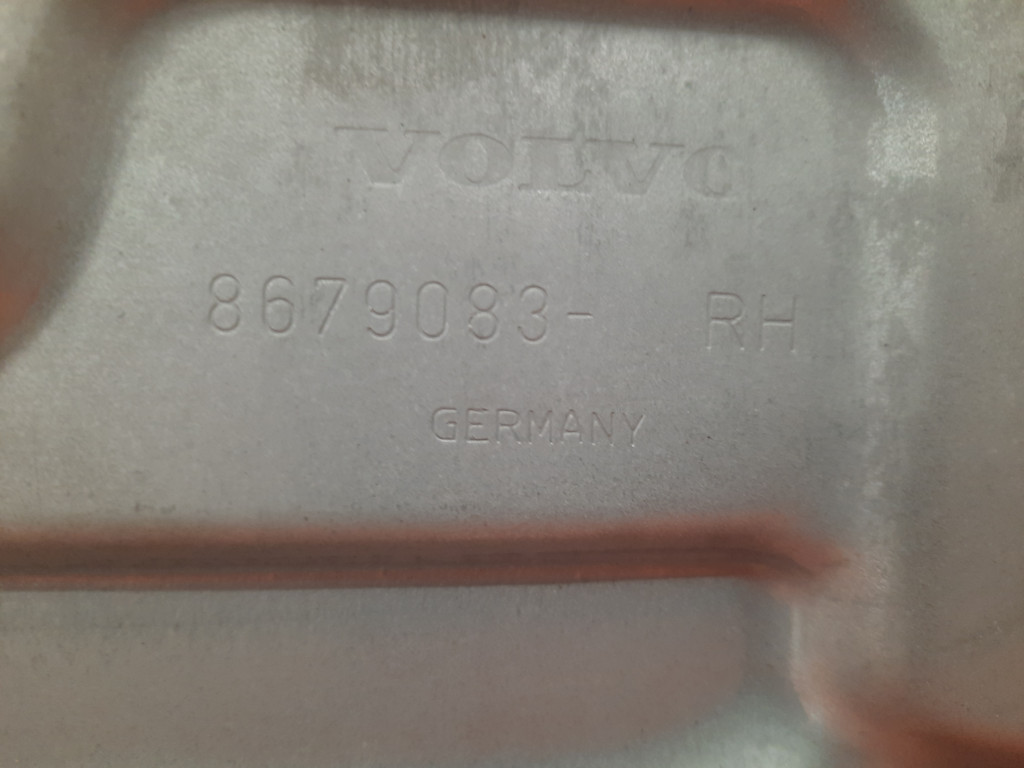 VOLVO
8679083- RH
GERMANY